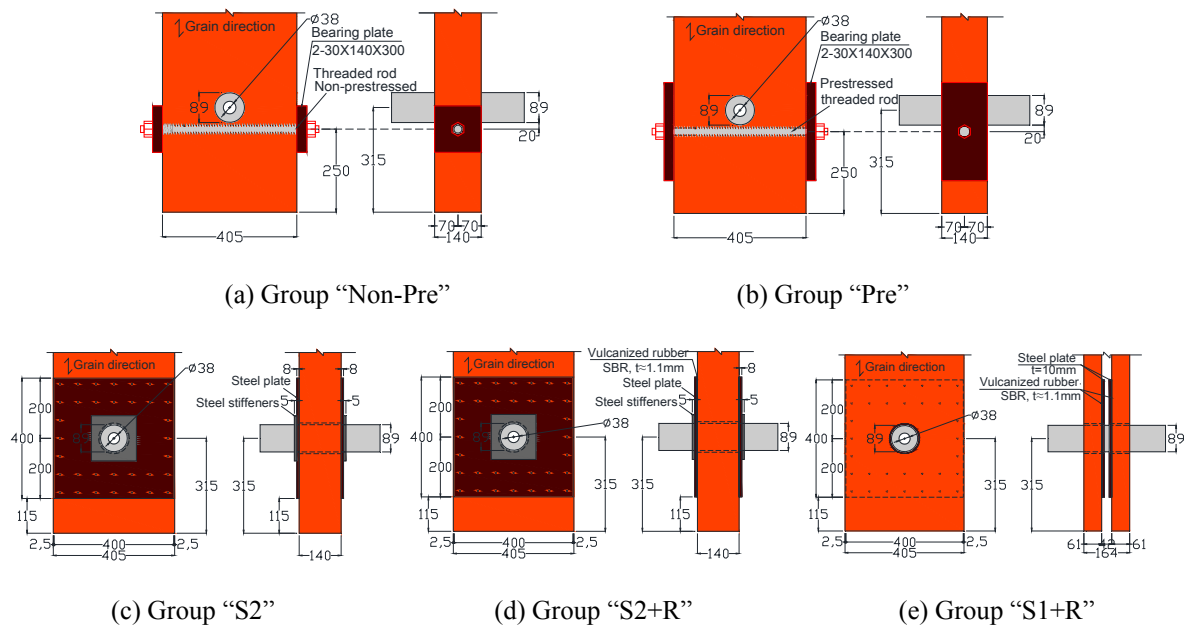 Grain direction
ø38
Bearing plate
2-30X140X300
Threaded rod
Non-prestressed
89
89
20
315
250
405
70 70
140
(a) Group “Non-Pre”
Grain direction
ø38
Bearing plate
2-30X140X300
Prestressed
threaded rod
89
89
20
315
250
405
70 70
140
(b) Group “Pre”
Grain direction
ø38
8 8
Steel plate
5 5
Steel stiffeners
200
400
200
89
89
315
115
2,5 400 2,5
405
140
(c) Group “S2”
Grain direction
Vulcanized rubber
SBR, t≈1.1mm
8 8
Steel plate
5 5
Steel stiffeners
ø38
200
400
200
89
89
315
115
2,5 400 2,5
405
140
(d) Group “S2+R”
Grain direction
Steel plate
t=10mm
Vulcanized rubber
SBR, t≈1.1mm
ø38
200
400
200
89
89
315
115
2,5 400 2,5
405
61 12 61
164
(e) Group “S1+R”